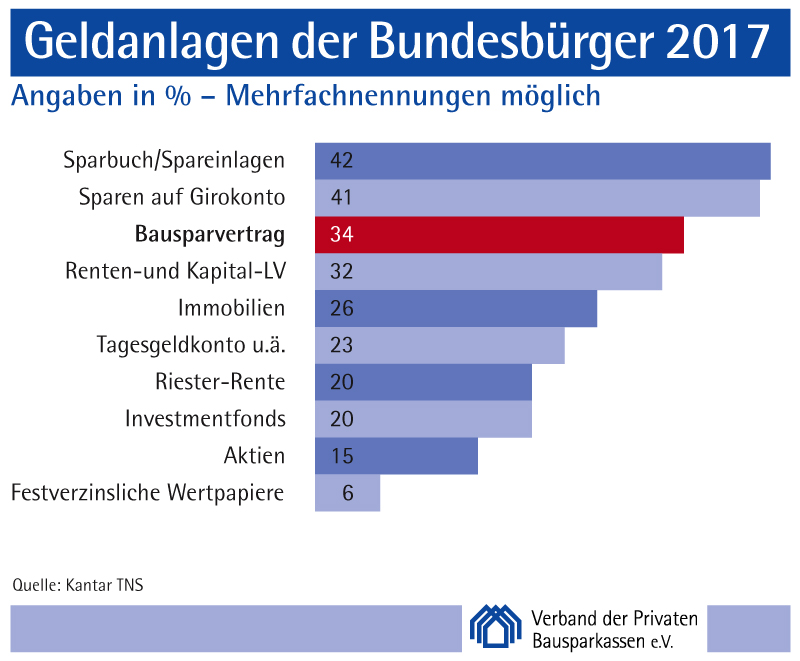 Geldanlagen der Bundesbürger 2017
Angaben in % – Mehrfachnennungen möglich
Sparbuch/Spareinlagen 42
Sparen auf Girokonto 41
Bausparvertrag 34
Renten-und Kapital-LV 32
Immobilien 26
Tagesgeldkonto u.ä. 23
Riester-Rente 20
Investmentfonds 20
Aktien 15
Festverzinsliche Wertpapiere 6
Quelle: Kantar TNS
Verband der Privaten
Bausparkassen e.V.